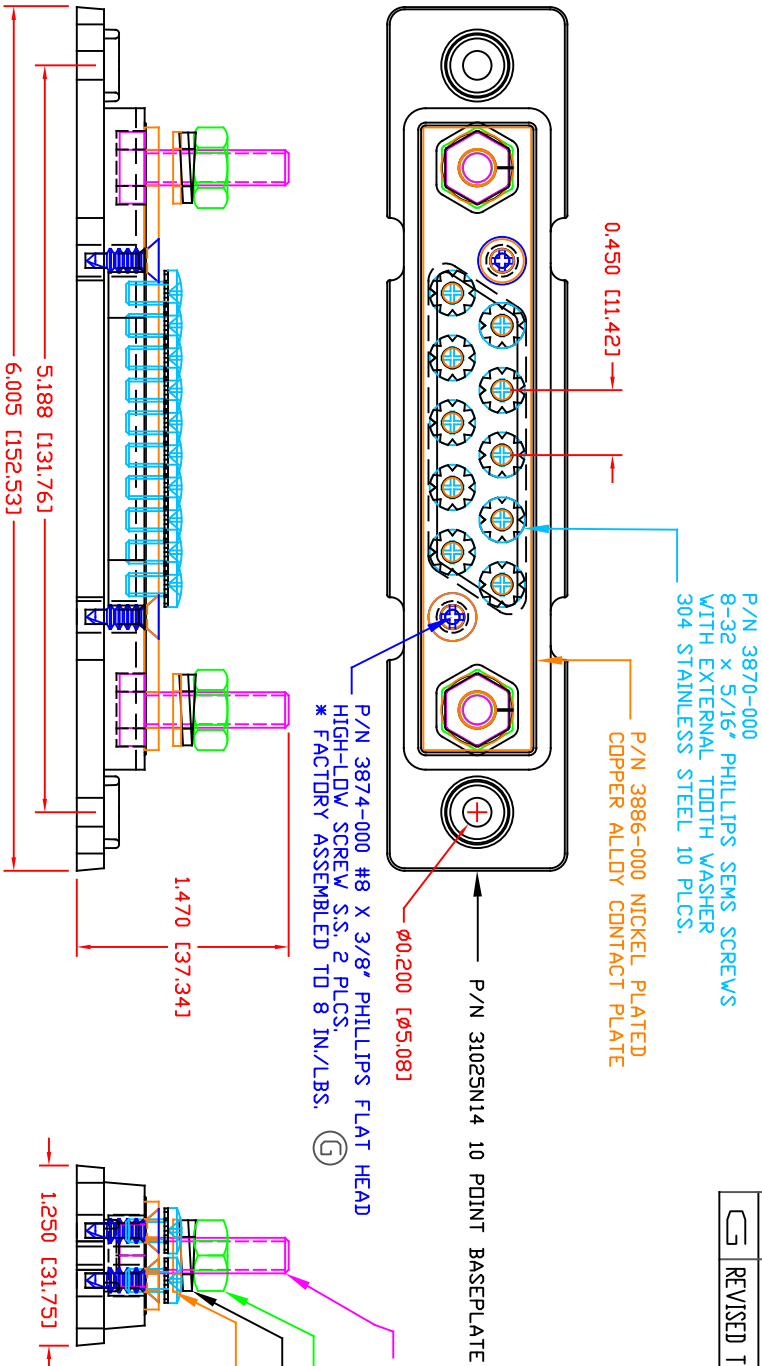 P/N 3870-000
8-32 x 5/16" PHILLIPS SEMS SCREWS
WITH EXTERNAL TOOTH WASHER
304 STAINLESS STEEL 10 PLCS.
P/N 3886-000 NICKEL PLATED
COPPER ALLOY CONTACT PLATE
0.450 [11.42]
P/N 31025N14 10 POINT BASEPLATE
Ø0.200 [Ø5.08]
P/N 3874-000 #8 X 3/8" PHILLIPS FLAT HEAD
HIGH-LOW SCREW S.S. 2 PLCS.
* FACTORY ASSEMBLED TO 8 IN./LBS.
G
1.470 [37.34]
5.188 [131.76]
6.005 [152.53]
1.250 [31.75]
G REVISED T